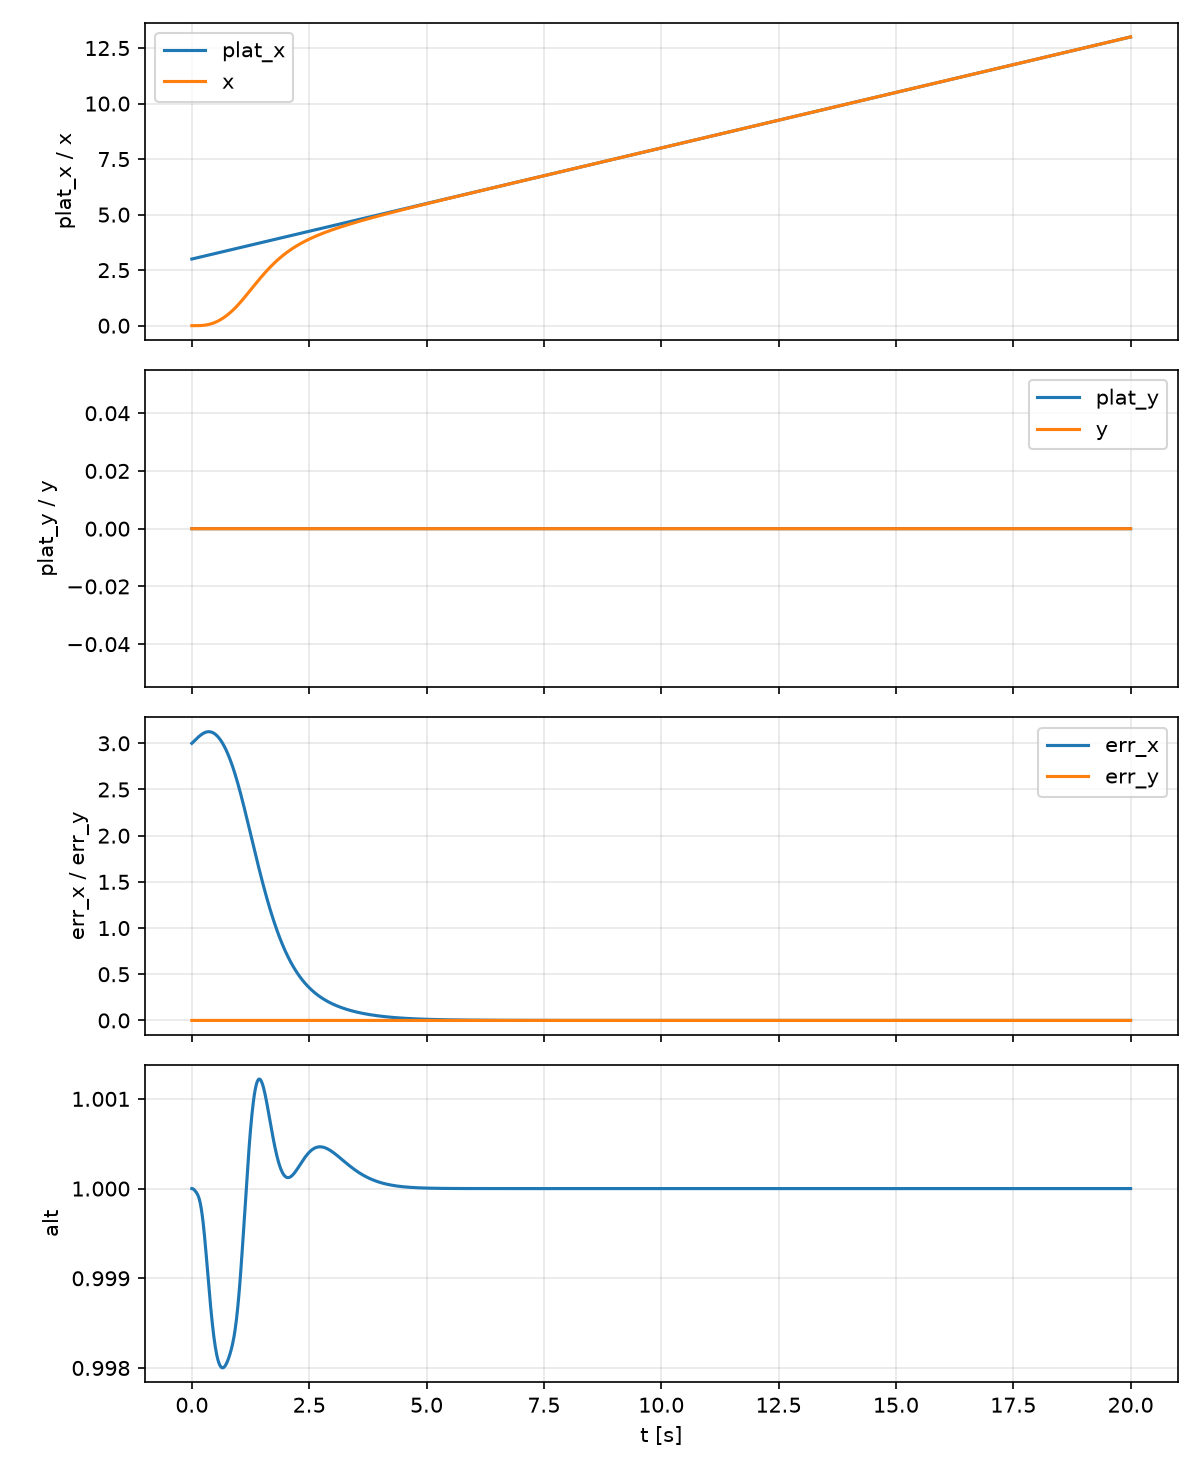 plat_x
x
12.5
10.0
7.5
5.0
2.5
0.0
plat_x / x
plat_y
y
0.04
0.02
0.00
−0.02
−0.04
plat_y / y
err_x
err_y
3.0
2.5
2.0
1.5
1.0
0.5
0.0
err_x / err_y
1.001
1.000
0.999
0.998
alt
0.0 2.5 5.0 7.5 10.0 12.5 15.0 17.5 20.0
t [s]